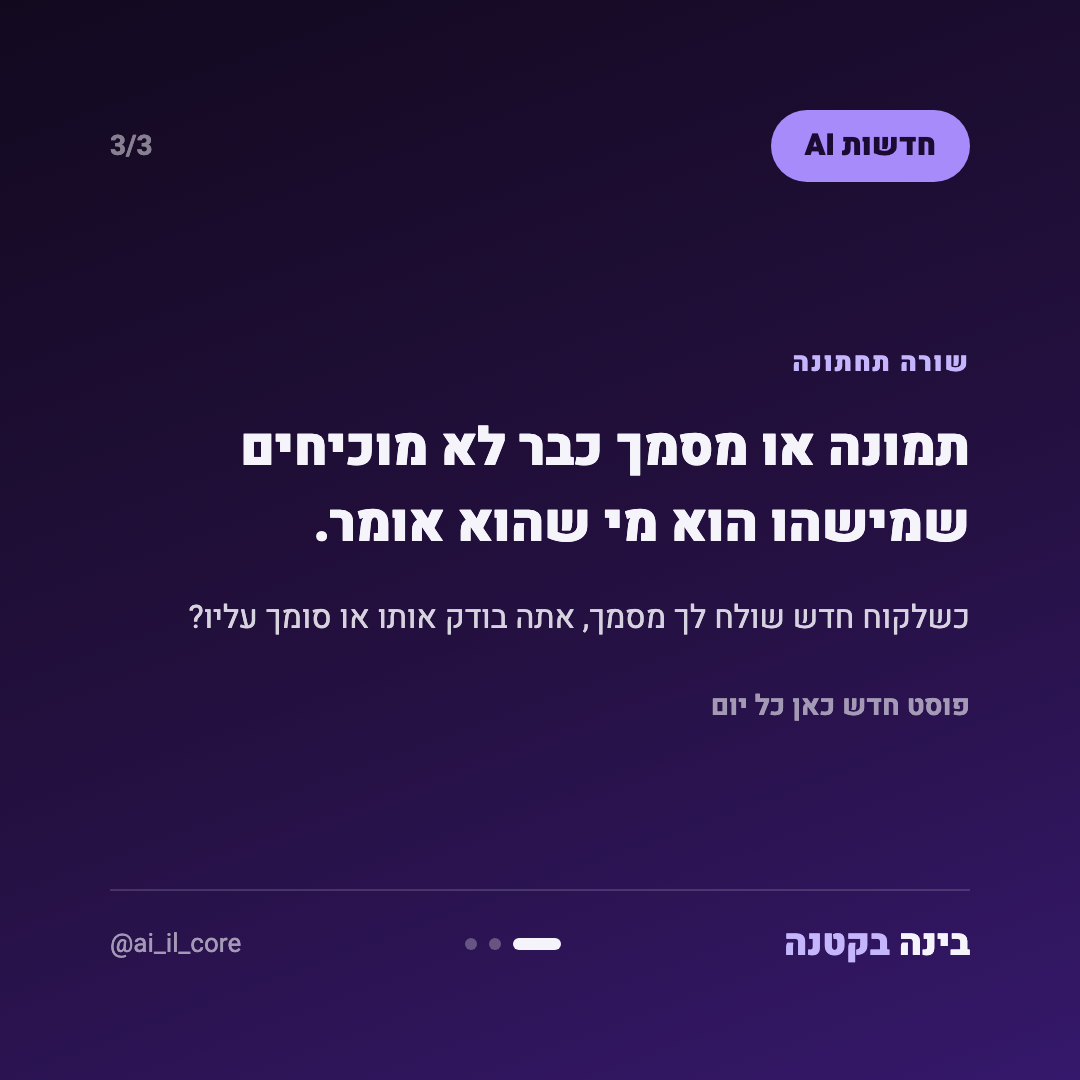 חדשות AI
3/3
שורה תחתונה
תמונה או מסמך כבר לא מוכיחים
שמישהו הוא מי שהוא אומר.
כשלקוח חדש שולח לך מסמך, אתה בודק אותו או סומך עליו?
פוסט חדש כאן כל יום
בינה בקטנה
@ai_il_core